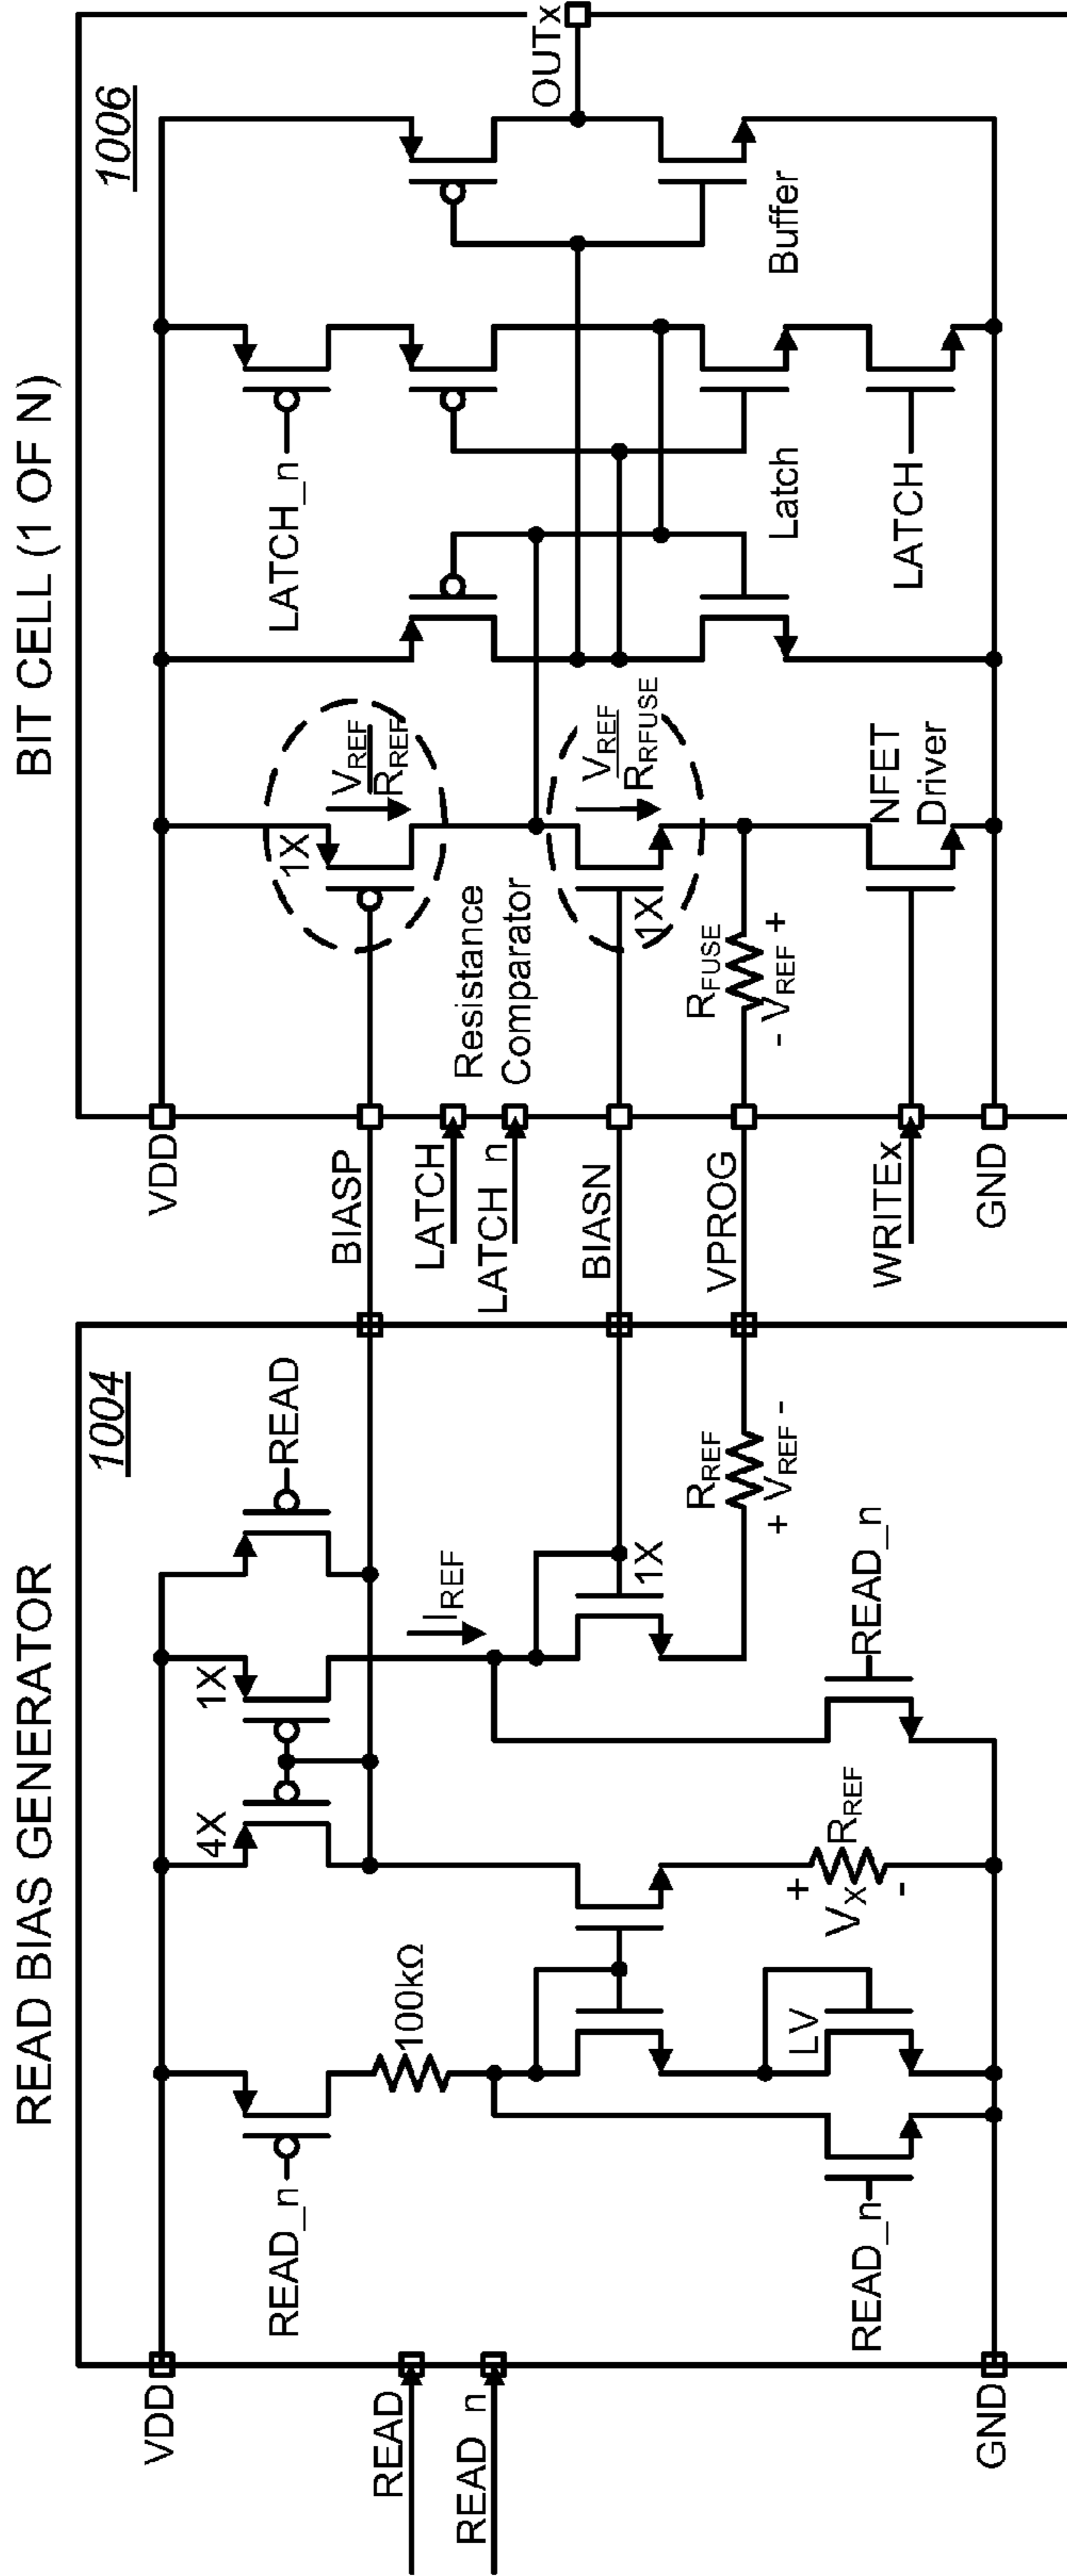 READ BIAS GENERATOR
1004
VDD
READ
READ_n
GND
READ_n
100kΩ
4X
1X
READ
IREF
LV
READ_n
+
VX
-
RREF
1X
READ_n
RREF
+ VREF -
BIASP
LATCH
LATCH_n
BIASN
VPROG
WRITEx
VDD
GND
BIT CELL (1 OF N)
1006
Resistance
Comparator
1X
VREF
RREF
1X
VREF
RRFUSE
RFUSE
- VREF +
NFET
Driver
LATCH_n
Latch
LATCH
Buffer
OUTx